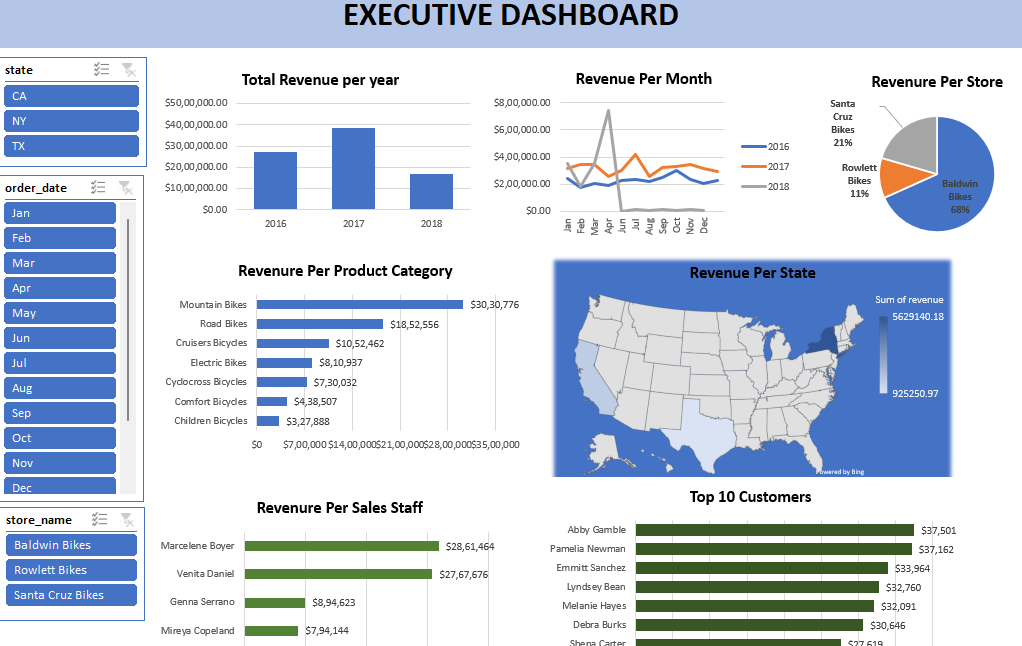 EXECUTIVE DASHBOARD
state
CA
NY
TX
order_date
Jan
Feb
Mar
Apr
May
Jun
Jul
Aug
Sep
Oct
Nov
Dec
store_name
Baldwin Bikes
Rowlett Bikes
Santa Cruz Bikes
Total Revenue per year
$50,00,000.00
$40,00,000.00
$30,00,000.00
$20,00,000.00
$10,00,000.00
$0.00
2016 2017 2018
Revenue Per Month
$8,00,000.00
$6,00,000.00
$4,00,000.00
$2,00,000.00
$0.00
Jan Feb Mar Apr Jun Jul Aug Sep Oct Nov Dec
2016
2017
2018
Revenure Per Store
Santa
Cruz
Bikes
21%
Rowlett
Bikes
11%
Baldwin
Bikes
68%
Revenure Per Product Category
Mountain Bikes $30,30,776
Road Bikes $18,52,556
Cruisers Bicycles $10,52,462
Electric Bikes $8,10,937
Cyclocross Bicycles $7,30,032
Comfort Bicycles $4,38,507
Children Bicycles $3,27,888
$0 $7,00,000 $14,00,000 $21,00,000 $28,00,000 $35,00,000
Revenue Per State
Sum of revenue
5629140.18
925250.97
Powered by Bing
Revenure Per Sales Staff
Marcelene Boyer $28,61,464
Venita Daniel $27,67,676
Genna Serrano $8,94,623
Mireya Copeland $7,94,144
Top 10 Customers
Abby Gamble $37,501
Pamelia Newman $37,162
Emmitt Sanchez $33,964
Lyndsey Bean $32,760
Melanie Hayes $32,091
Debra Burks $30,646
Shena Carter $27,619